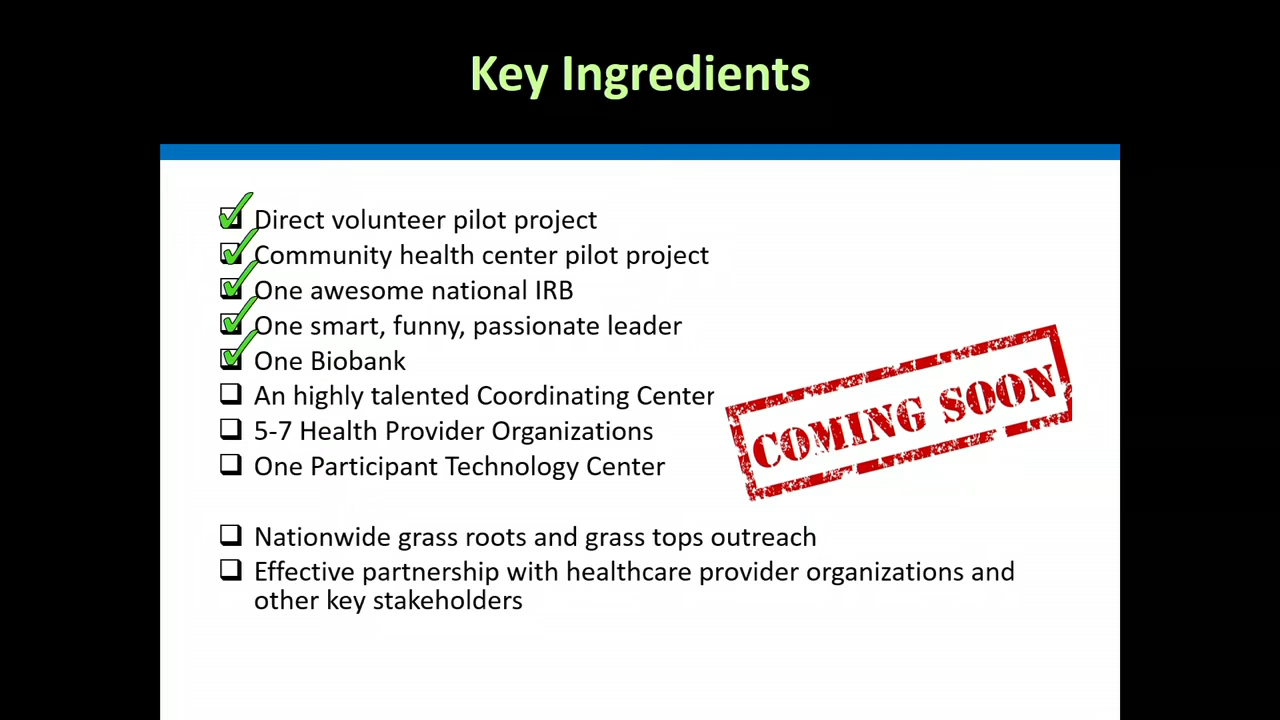 Key Ingredients
Direct volunteer pilot project
Community health center pilot project
One awesome national IRB
One smart, funny, passionate leader
One Biobank
An highly talented Coordinating Center
5-7 Health Provider Organizations
One Participant Technology Center
COMING SOON
Nationwide grass roots and grass tops outreach
Effective partnership with healthcare provider organizations and
other key stakeholders